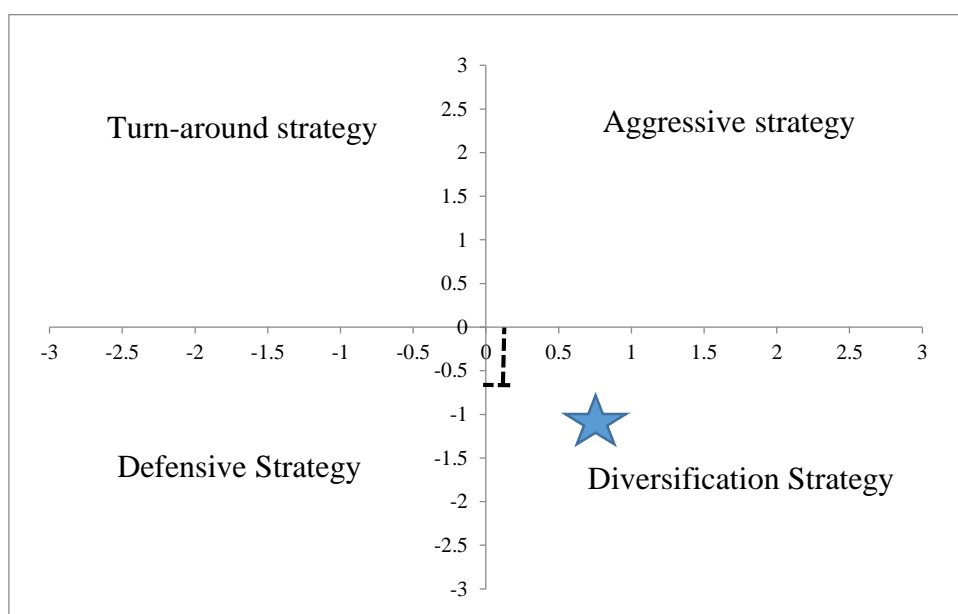 3
2.5
Turn-around strategy
Aggressive strategy
2
1.5
1
0.5
0
-3 -2.5 -2 -1.5 -1 -0.5 0 0.5 1 1.5 2 2.5 3
-0.5
-1
Defensive Strategy
-1.5
Diversification Strategy
-2
-2.5
-3